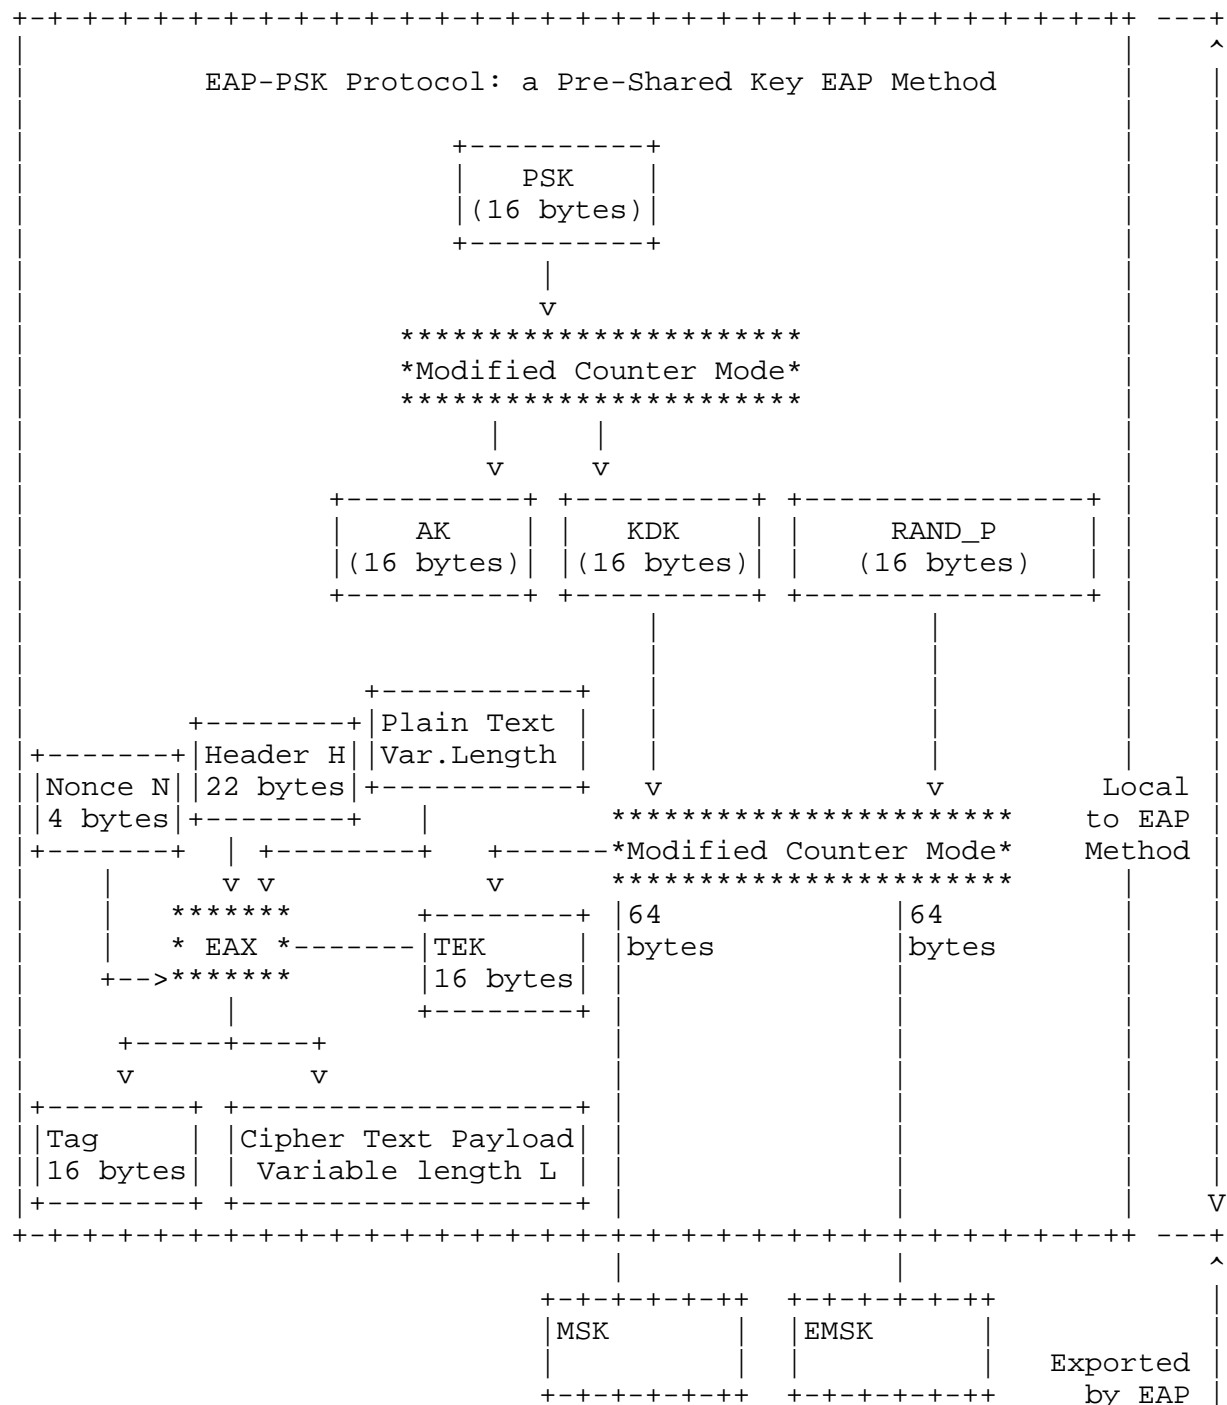 +-+-+-+-+-+-+-+-+-+-+-+-+-+-+-+-+-+-+-+-+-+-+-+-+-+-+-+-+-+-+-++ ---+
|                                                              |    ^
|          EAP-PSK Protocol: a Pre-Shared Key EAP Method       |    |
|                                                              |    |
|                        +----------+                          |    |
|                        |   PSK    |                          |    |
|                        |(16 bytes)|                          |    |
|                        +----------+                          |    |
|                             |                                |    |
|                             v                                |    |
|                     ***********************                  |    |
|                     *Modified Counter Mode*                  |    |
|                     ***********************                  |    |
|                          |     |                             |    |
|                          v     v                             |    |
|                 +----------+ +----------+ +----------------+ |    |
|                 |    AK    | |   KDK    | |     RAND_P     | |    |
|                 |(16 bytes)| |(16 bytes)| |   (16 bytes)   | |    |
|                 +----------+ +----------+ +----------------+ |    |
|                                   |               |          |    |
|                                   |               |          |    |
|                   +-----------+   |               |          |    |
|         +--------+|Plain Text |   |               |          |    |
|+-------+|Header H||Var.Length |   |               |          |    |
||Nonce N||22 bytes|+-----------+   v               v         Local |
||4 bytes|+--------+   |          ***********************    to EAP |
|+-------+  | +--------+   +------*Modified Counter Mode*    Method |
|    |      v v            v      ***********************      |    |
|    |   *******       +--------+ |64             |64          |    |
|    |   * EAX *-------|TEK     | |bytes          |bytes       |    |
|    +-->*******       |16 bytes| |               |            |    |
|           |          +--------+ |               |            |    |
|     +-----+----+                |               |            |    |
|     v          v                |               |            |    |
|+--------+ +-------------------+ |               |            |    |
||Tag     | |Cipher Text Payload| |               |            |    |
||16 bytes| | Variable length L | |               |            |    |
|+--------+ +-------------------+ |               |            |    V
+-+-+-+-+-+-+-+-+-+-+-+-+-+-+-+-+-+-+-+-+-+-+-+-+-+-+-+-+-+-+-++ ---+
                                  |               |                 ^
                              +-+-+-+-+-++  +-+-+-+-+-++            |
                              |MSK       |  |EMSK      |            |
                              |          |  |          |   Exported |
                              +-+-+-+-+-++  +-+-+-+-+-++     by EAP |